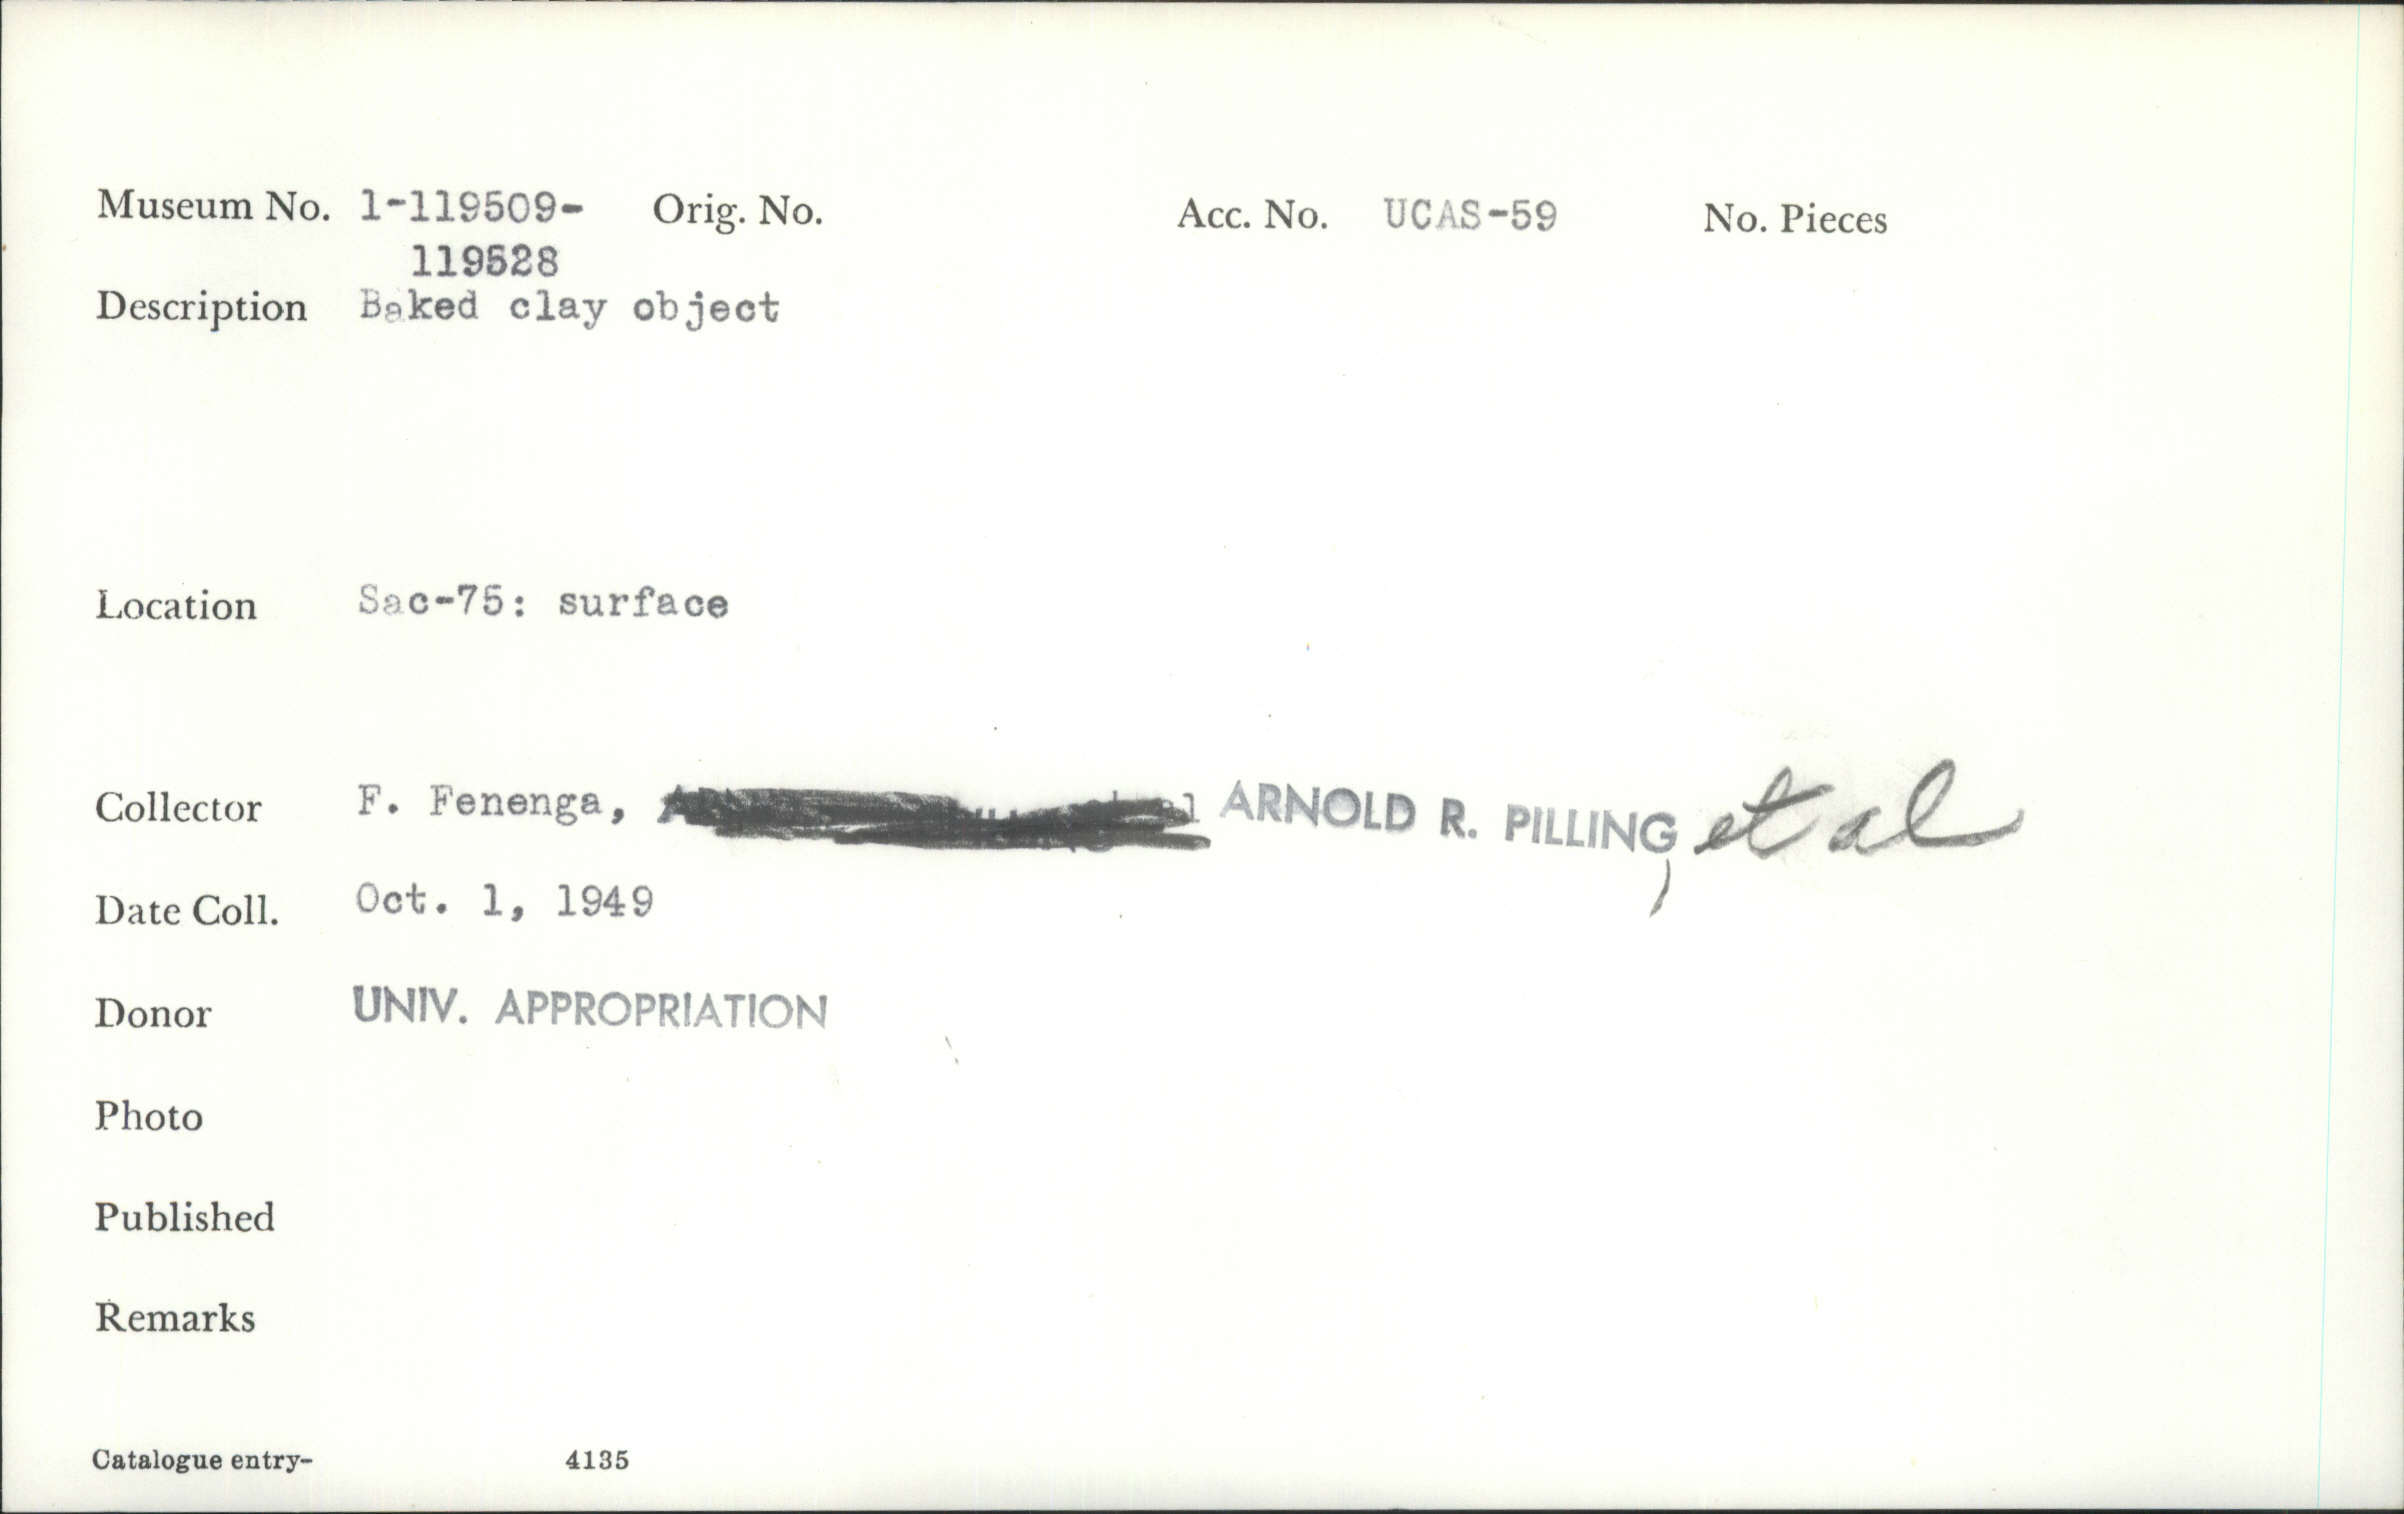 Museum No. 1-119509- Orig. No. Acc. No. UCAS-59 No. Pieces
119528
Description Baked clay object
Location Sac-75: surface
Collector F. Fenenga, ARNOLD R. PILLING, et al
Date Coll. Oct. 1, 1949
Donor UNIV. APPROPRIATION
Photo
Published
Remarks
Catalogue entry- 4135